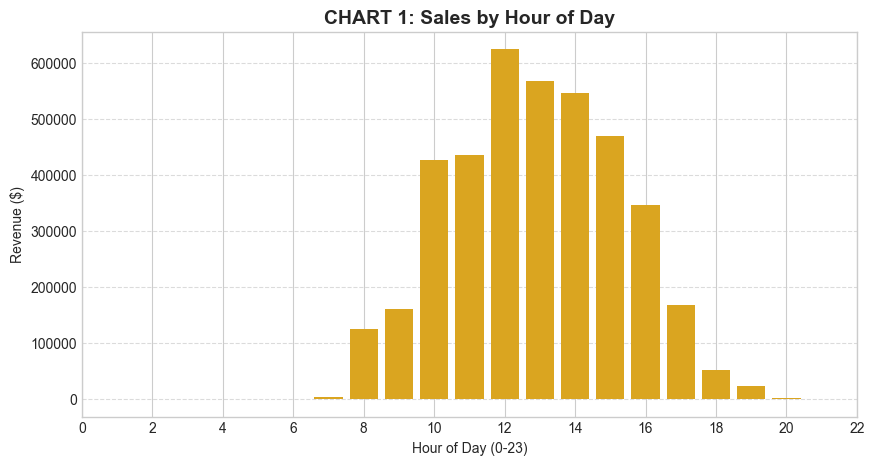 CHART 1: Sales by Hour of Day
Revenue ($)
600000
500000
400000
300000
200000
100000
0
0 2 4 6 8 10 12 14 16 18 20 22
Hour of Day (0-23)